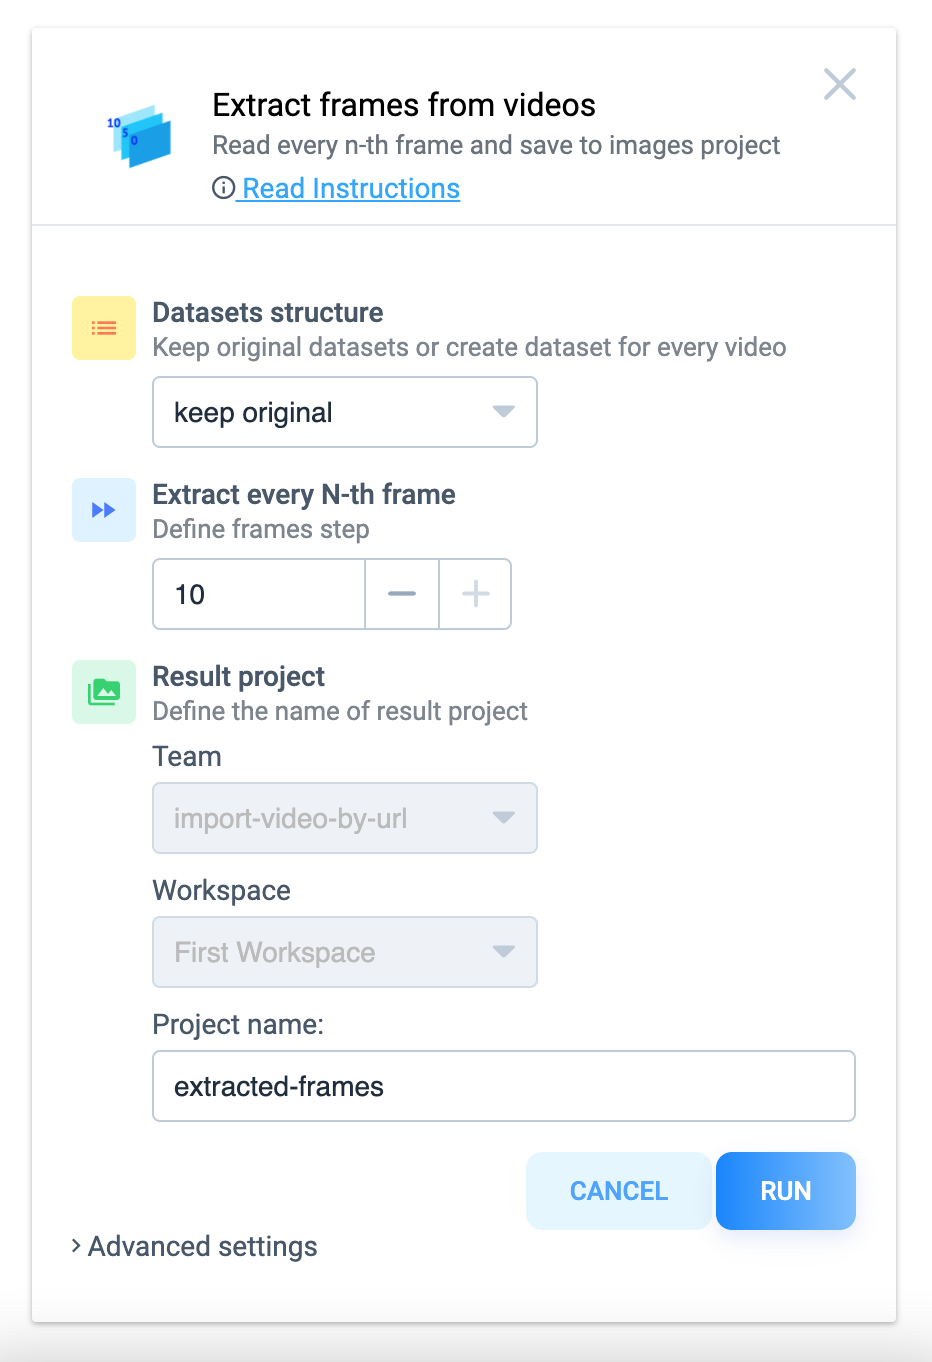 10
5
0
Extract frames from videos
Read every n-th frame and save to images project
Read Instructions
Datasets structure
Keep original datasets or create dataset for every video
keep original
Extract every N-th frame
Define frames step
10
Result project
Define the name of result project
Team
import-video-by-url
Workspace
First Workspace
Project name:
extracted-frames
CANCEL RUN
Advanced settings